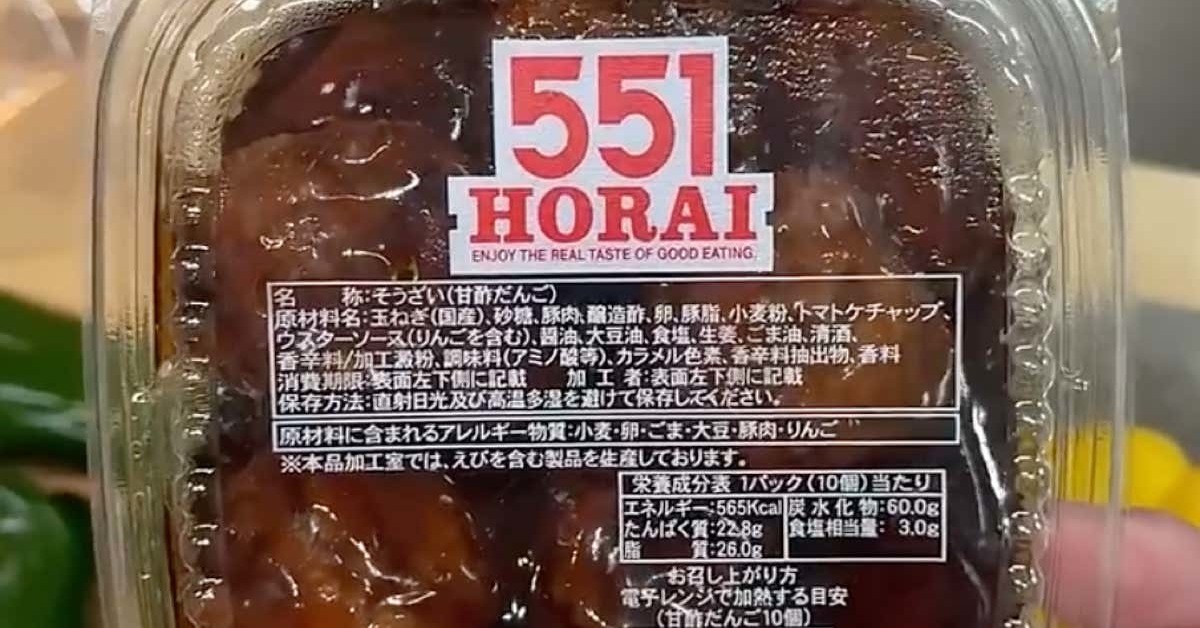 551
HORAI
ENJOY THE REAL TASTE OF GOOD EATING.
名 称:そうざい(甘酢だんご)
原材料名:玉ねぎ(国産)、砂糖、豚肉、醸造酢、卵、豚脂、小麦粉、トマトケチャップ、
ウスターソース(りんごを含む)、醤油、大豆油、食塩、生姜、ごま油、清酒、
香辛料/加工澱粉、調味料(アミノ酸等)、カラメル色素、香辛料抽出物、香料
消費期限:表面左下側に記載 加工者:表面左下側に記載
保存方法:直射日光及び高温多湿を避けて保存してください。
原材料に含まれるアレルギー物質:小麦・卵・ごま・大豆・豚肉・りんご
※本品加工室では、えびを含む製品を生産しております。
栄養成分表 1パック(10個)当たり
エネルギー:565Kcal 炭水化物:60.0g
たんぱく質:22.8g 食塩相当量: 3.0g
脂 質:26.0g
お召し上がり方
電子レンジで加熱する目安
(甘酢だんご10個)